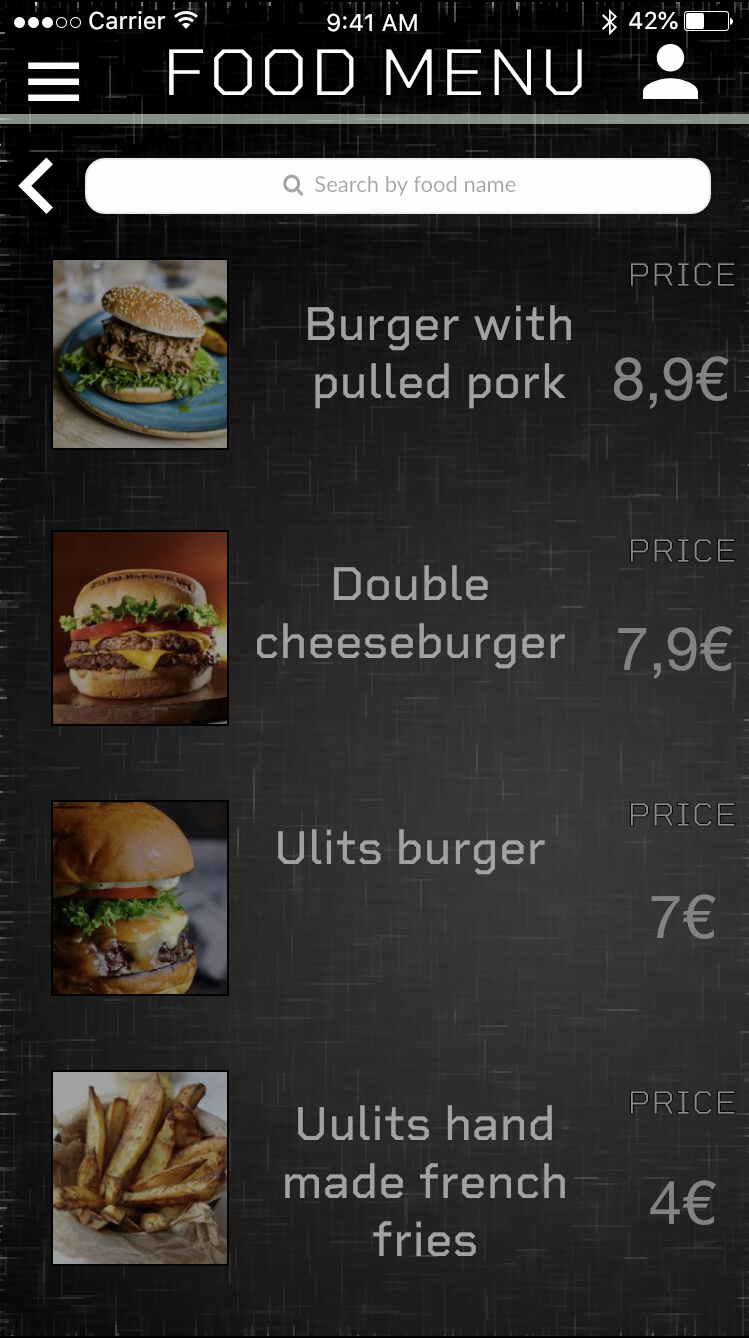 Carrier 9:41 AM 42%
FOOD MENU
Search by food name
PRICE
Burger with
pulled pork
8,9€
PRICE
Double
cheeseburger
7,9€
PRICE
Ulits burger
7€
PRICE
Uulits hand
made french
fries
4€